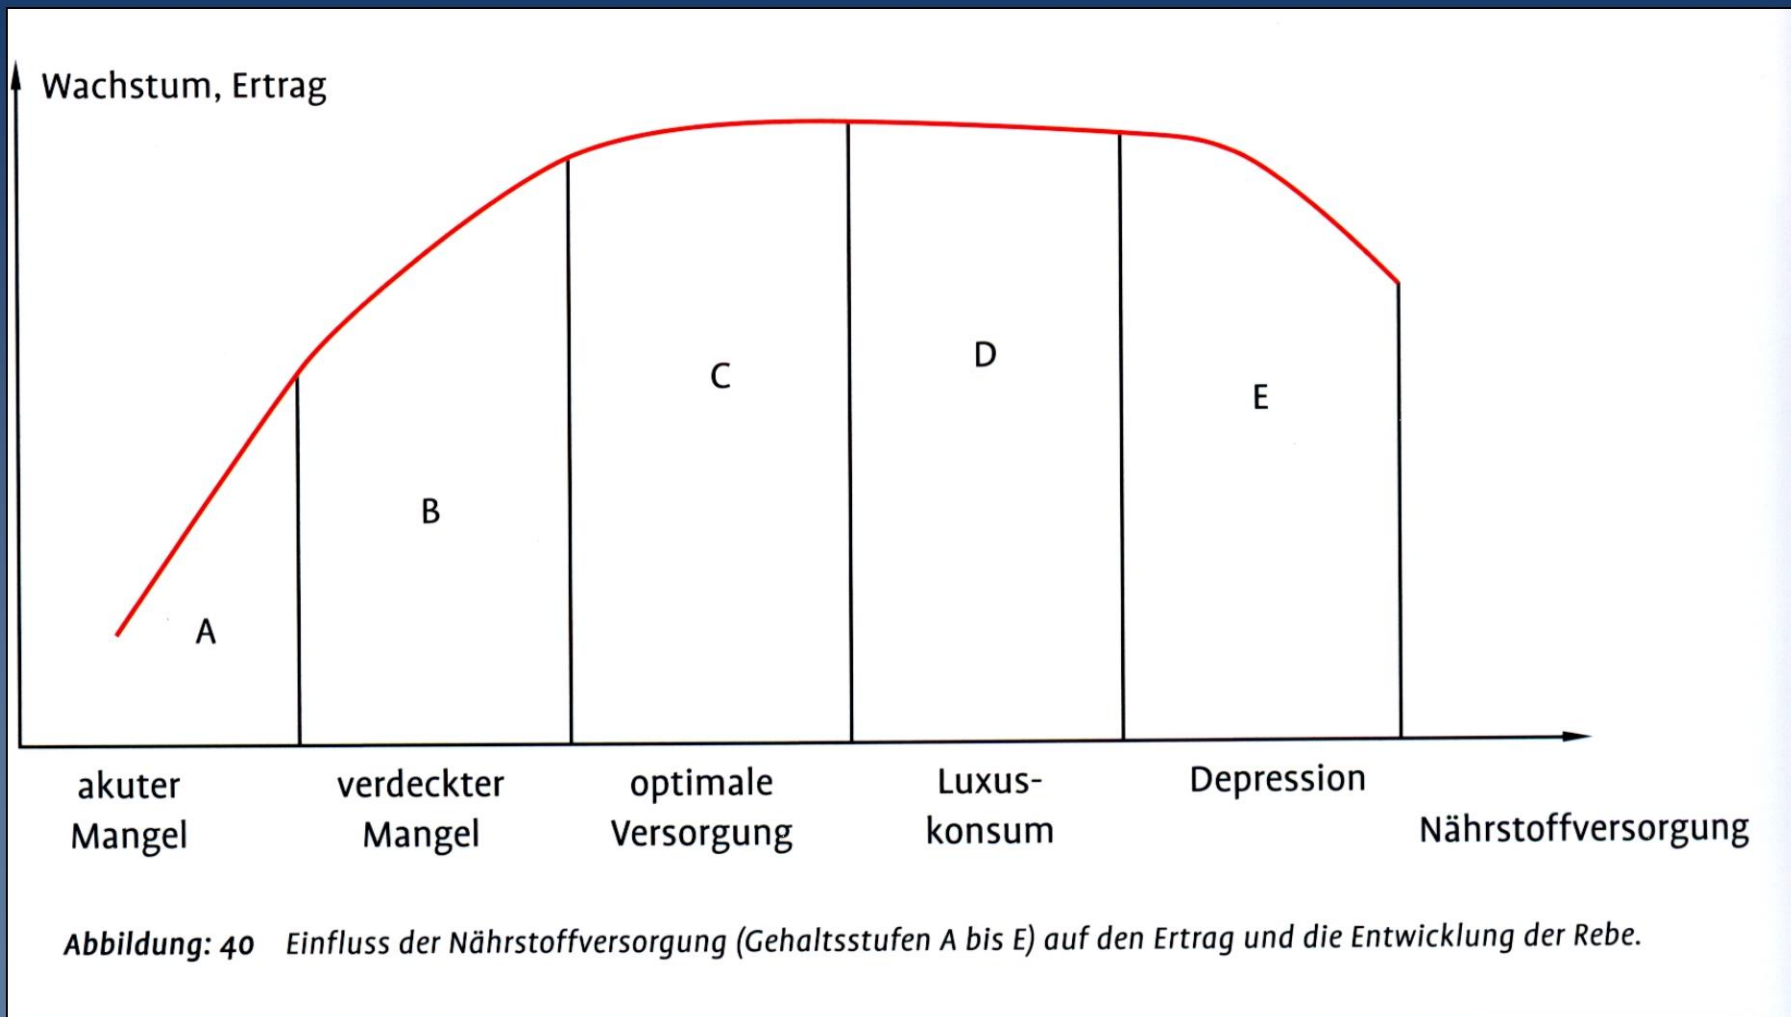 Wachstum, Ertrag
A
B
C
D
E
akuter
Mangel
verdeckter
Mangel
optimale
Versorgung
Luxus-
konsum
Depression
Nährstoffversorgung
Abbildung: 40 Einfluss der Nährstoffversorgung (Gehaltsstufen A bis E) auf den Ertrag und die Entwicklung der Rebe.